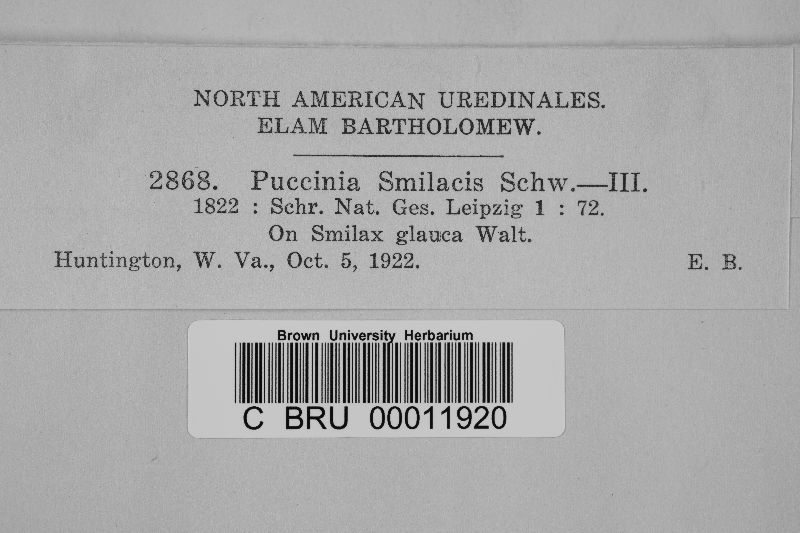 NORTH AMERICAN UREDINALES.
ELAM BARTHOLOMEW.
2868. Puccinia Smilacis Schw.—III.
1822 : Schr. Nat. Ges. Leipzig 1 : 72.
On Smilax glauca Walt.
Huntington, W. Va., Oct. 5, 1922. E. B.
Brown University Herbarium
C BRU 00011920